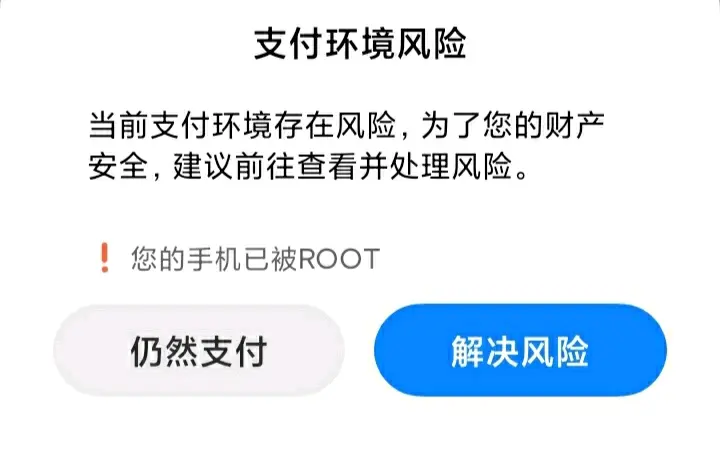 支付环境风险
当前支付环境存在风险，为了您的财产
安全，建议前往查看并处理风险。
❗您的手机已被ROOT
仍然支付
解决风险